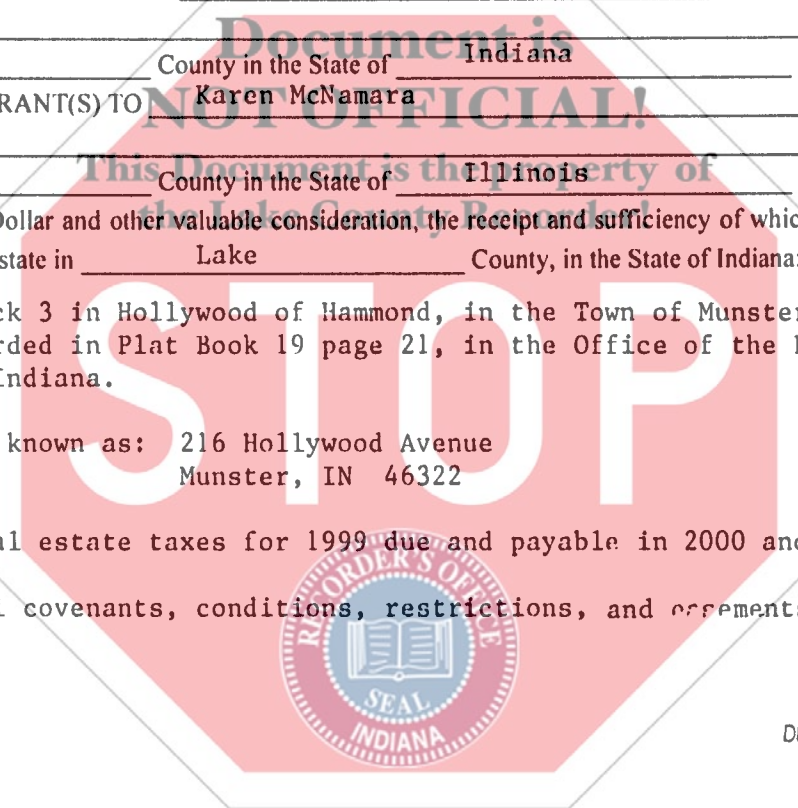 Document is
County in the State of Indiana
RANT(S) TO Karen McNamara
NOT OFFICIAL!
This Document is the property of
County in the State of Illinois
the Lake County Recorder!
Dollar and other valuable consideration, the receipt and sufficiency of whic
state in Lake County, in the State of Indiana:
ck 3 in Hollywood of Hammond, in the Town of Munster
rded in Plat Book 19 page 21, in the Office of the
Indiana.
STOP
known as: 216 Hollywood Avenue
Munster, IN 46322
al estate taxes for 1999 due and payable in 2000 and
l covenants, conditions, restrictions, and
RECORDER'S OFFICE
SEAL
INDIANA